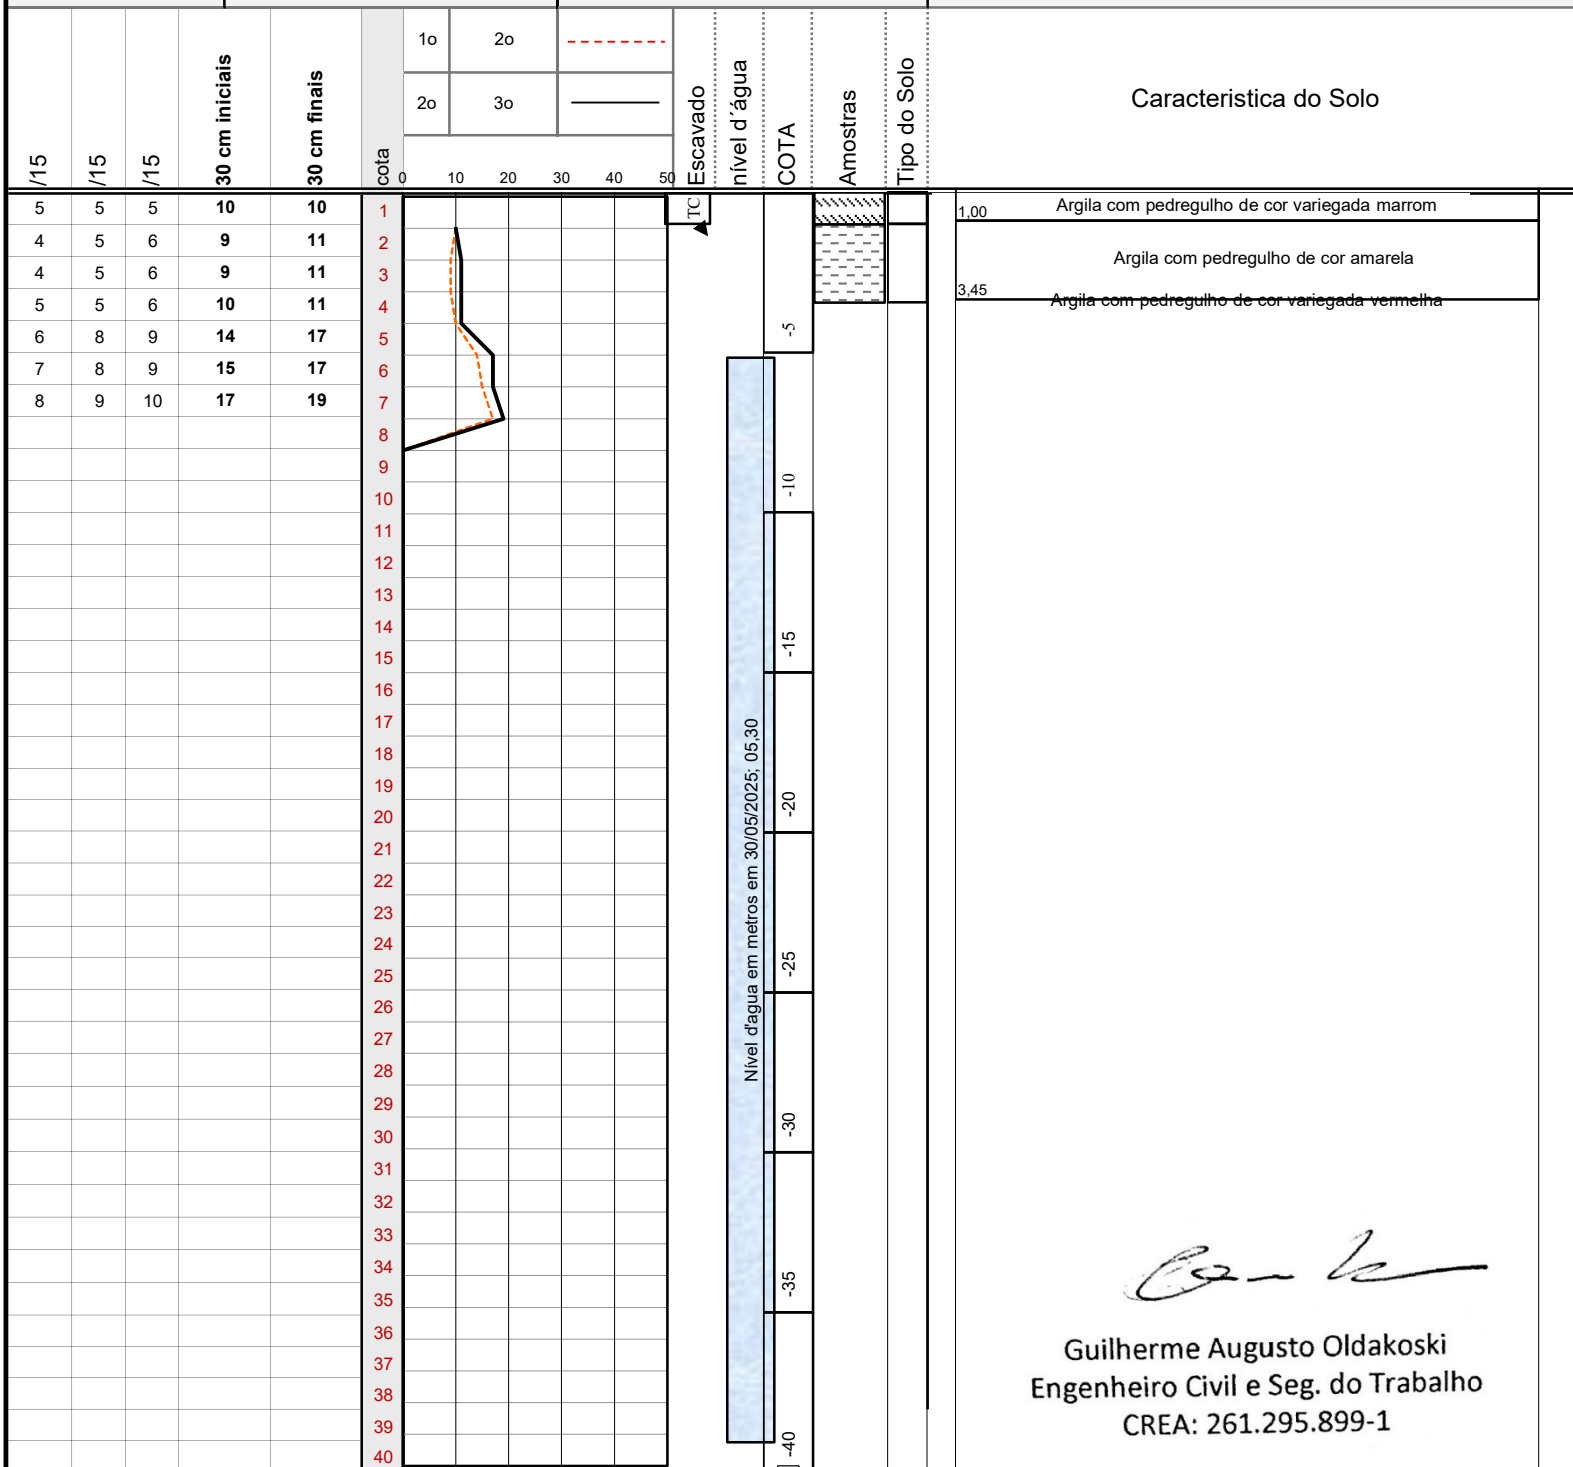 /15 /15 /15 30 cm iniciais 30 cm finais cota
1o 2o
2o 3o
0 10 20 30 40 50
Escavado nível d´água COTA Amostras Tipo do Solo Caracteristica do Solo
5 5 5 10 10 1
4 5 6 9 11 2
4 5 6 9 11 3
5 5 6 10 11 4
6 8 9 14 17 5
7 8 9 15 17 6
8 9 10 17 19 7
8
9
10
11
12
13
14
15
16
17
18
19
20
21
22
23
24
25
26
27
28
29
30
31
32
33
34
35
36
37
38
39
40
TC
Nível d'agua em metros em 30/05/2025; 05,30
-5
-10
-15
-20
-25
-30
-35
-40
1,00 Argila com pedregulho de cor variegada marrom
Argila com pedregulho de cor amarela
3,45 Argila com pedregulho de cor variegada vermelha
Guilherme Augusto Oldakoski
Engenheiro Civil e Seg. do Trabalho
CREA: 261.295.899-1